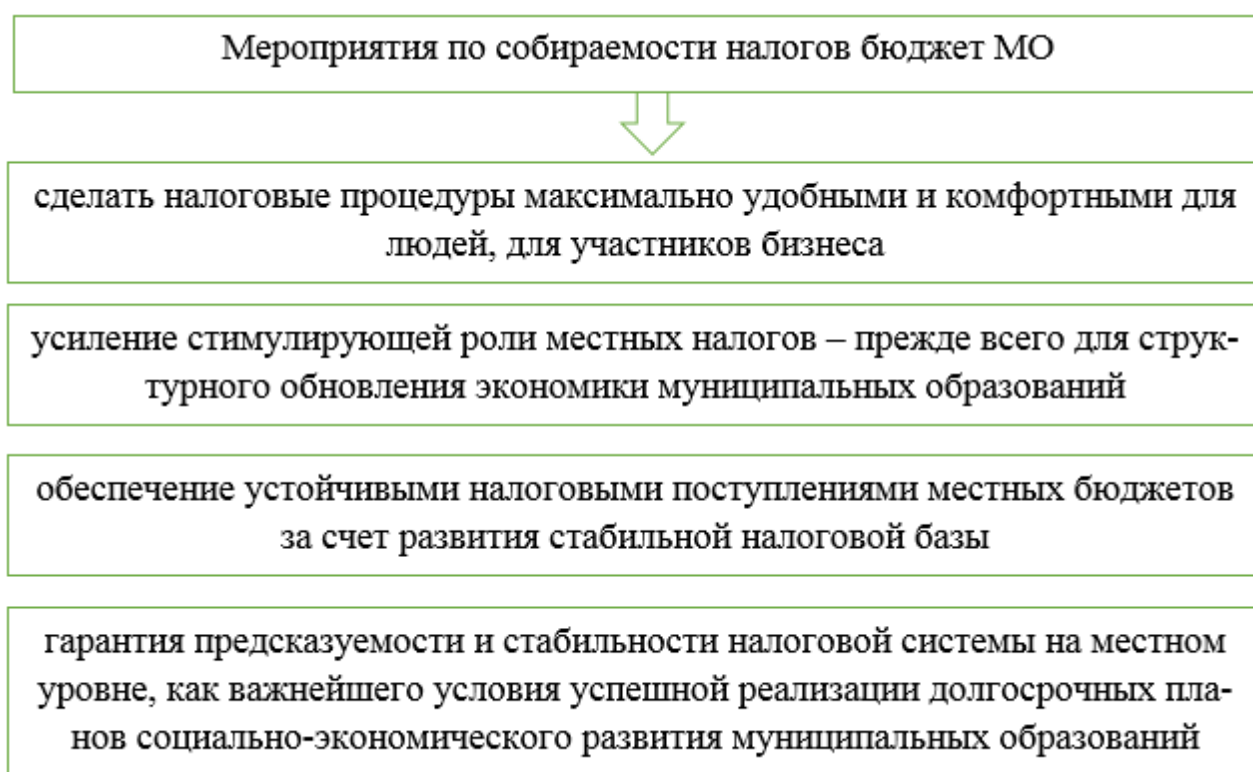 Мероприятия по собираемости налогов бюджет МО
сделать налоговые процедуры максимально удобными и комфортными для
людей, для участников бизнеса
усиление стимулирующей роли местных налогов – прежде всего для струк-
турного обновления экономики муниципальных образований
обеспечение устойчивыми налоговыми поступлениями местных бюджетов
за счет развития стабильной налоговой базы
гарантия предсказуемости и стабильности налоговой системы на местном
уровне, как важнейшего условия успешной реализации долгосрочных пла-
нов социально-экономического развития муниципальных образований